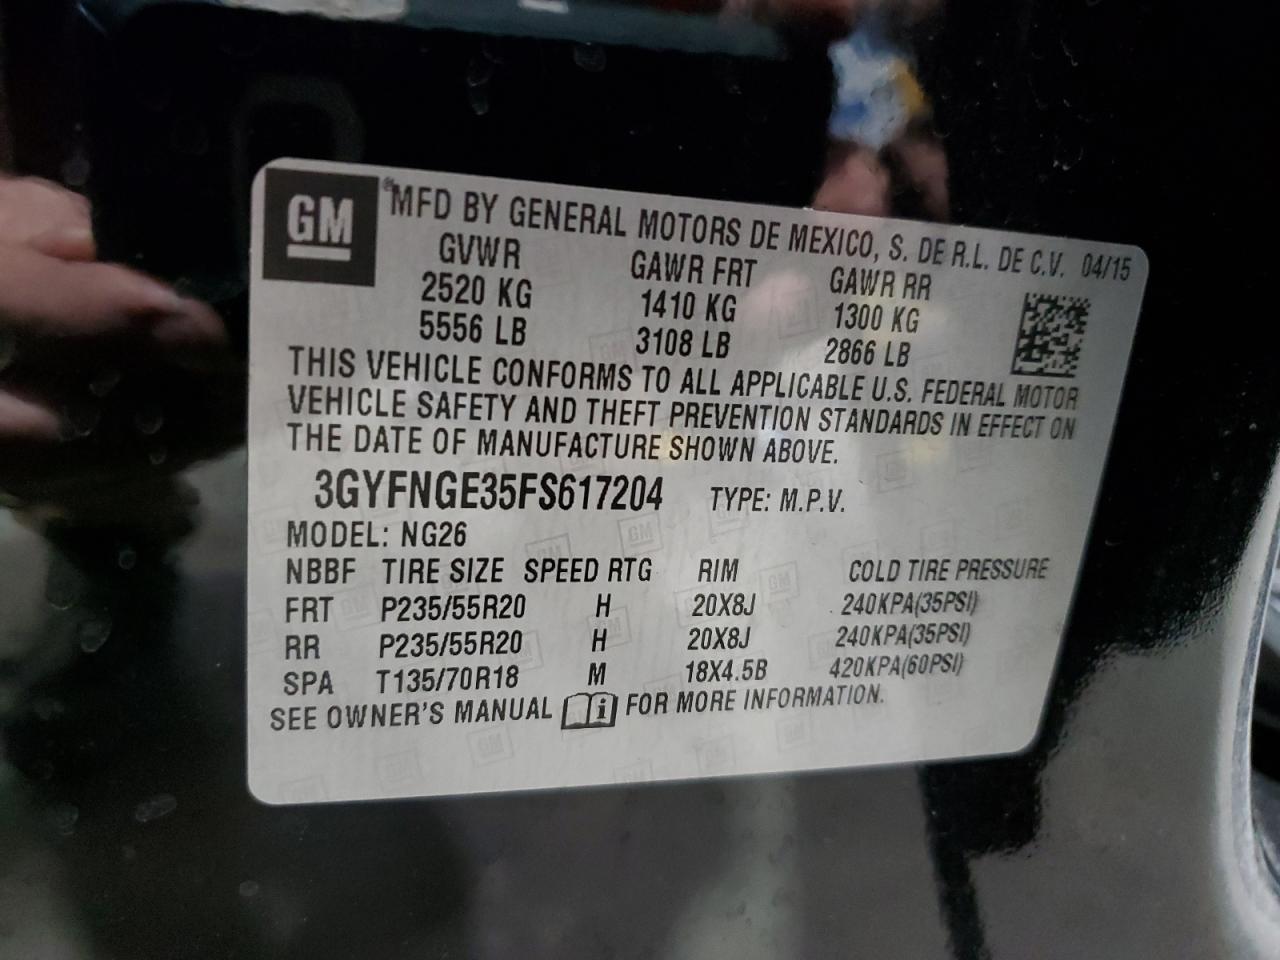 GM ® MFD BY GENERAL MOTORS DE MEXICO, S. DE R.L. DE C.V. 04/15
GVWR GAWR FRT GAWR RR
2520 KG 1410 KG 1300 KG
5556 LB 3108 LB 2866 LB
THIS VEHICLE CONFORMS TO ALL APPLICABLE U.S. FEDERAL MOTOR
VEHICLE SAFETY AND THEFT PREVENTION STANDARDS IN EFFECT ON
THE DATE OF MANUFACTURE SHOWN ABOVE.
3GYFNGE35FS617204 TYPE: M.P.V.
MODEL: NG26
NBBF TIRE SIZE SPEED RTG RIM COLD TIRE PRESSURE
FRT P235/55R20 H 20X8J 240KPA(35PSI)
RR P235/55R20 H 20X8J 240KPA(35PSI)
SPA T135/70R18 M 18X4.5B 420KPA(60PSI)
SEE OWNER'S MANUAL i FOR MORE INFORMATION.